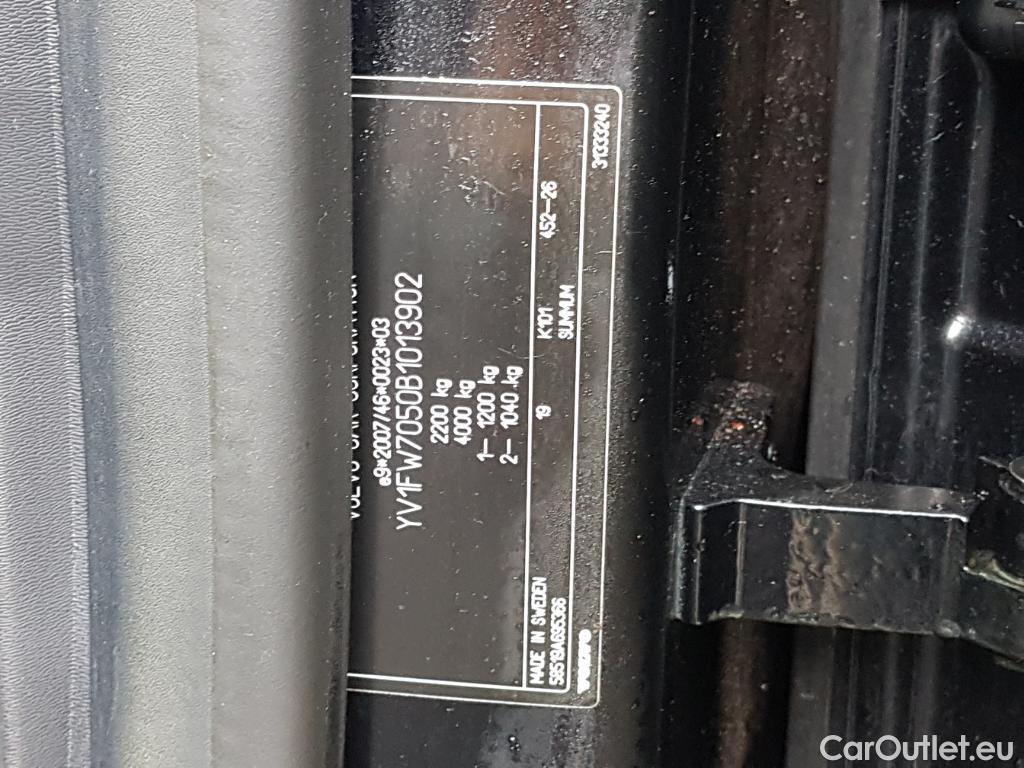 VOLVO CAR CORPORATION
e9*2007/46*0023*03
YV1FW7050B1013902
2200 kg
4000 kg
1- 1200 kg
2- 1040 kg
MADE IN SWEDEN 19 K101 452-26
SUMMUM
VOLVO 31333240
CarOutlet.eu